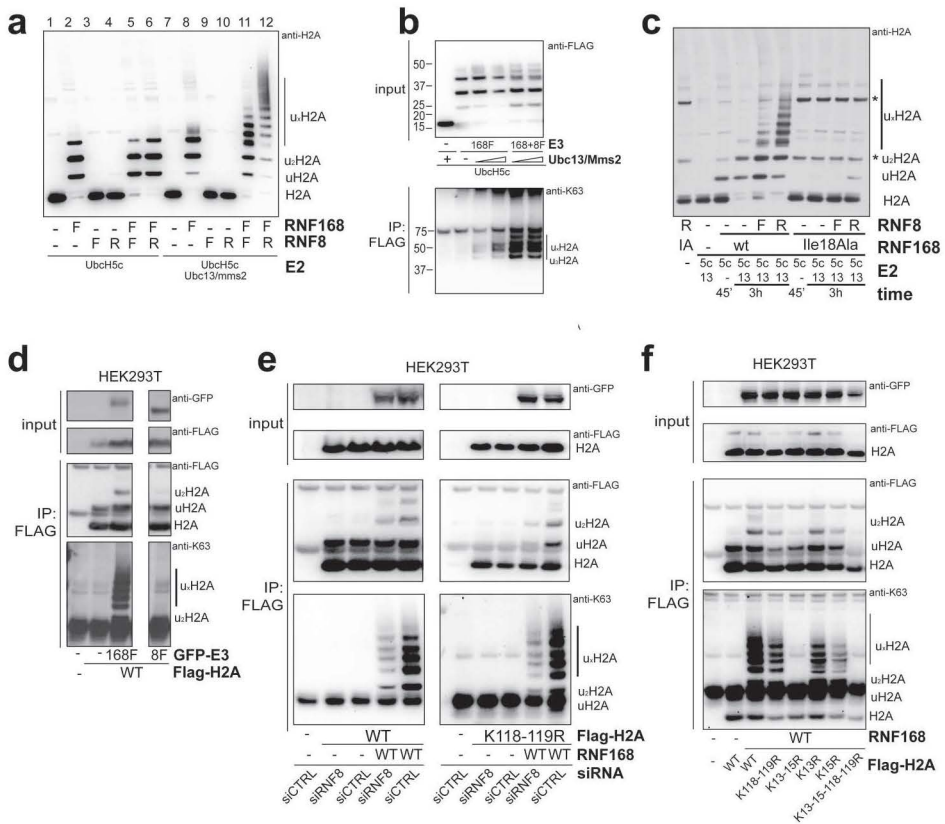 a
1 2 3 4 5 6 7 8 9 10 11 12
anti-H2A
uₓH2A
u₂H2A
uH2A
H2A
- F - - F F - F - - F F RNF168
- - F R F R - - F R F R RNF8
UbcH5c
UbcH5c
Ubc13/mms2
E2
b
anti-FLAG
input
50
37
25
20
15
- 168F 168+8F E3
+ - Ubc13/Mms2
UbcH5c
anti-K63
IP:
FLAG
75
50
37
uₓH2A
u₂H2A
c
anti-H2A
uₓH2A
*
u₂H2A
*
uH2A
H2A
R - - - F R - - F R RNF8
IA - wt Ile18Ala RNF168
- 5c 5c 5c 5c 5c 5c 5c 5c 5c E2
13 - 13 13 13 - 13 13 13
45' 3h 45' 3h time
d
HEK293T
anti-GFP
input
anti-FLAG
anti-FLAG
u₂H2A
IP:
FLAG
uH2A
H2A
anti-K63
uₓH2A
u₂H2A
- - 168F 8F GFP-E3
- WT Flag-H2A
e
HEK293T
anti-GFP
input
anti-FLAG
H2A
anti-FLAG
u₂H2A
uH2A
H2A
IP:
FLAG
anti-K63
uₓH2A
u₂H2A
uH2A
- WT - K118-119R Flag-H2A
- - - WT WT - - - WT WT RNF168
siCTRL siRNF8 siCTRL siRNF8 siCTRL siCTRL siRNF8 siCTRL siRNF8 siCTRL siRNA
f
HEK293T
anti-GFP
input
anti-FLAG
H2A
anti-FLAG
u₂H2A
uH2A
H2A
IP:
FLAG
anti-K63
uₓH2A
u₂H2A
uH2A
H2A
- - WT RNF168
- WT WT K118-119R K13-15R K13R K15R K13-15-118-119R Flag-H2A